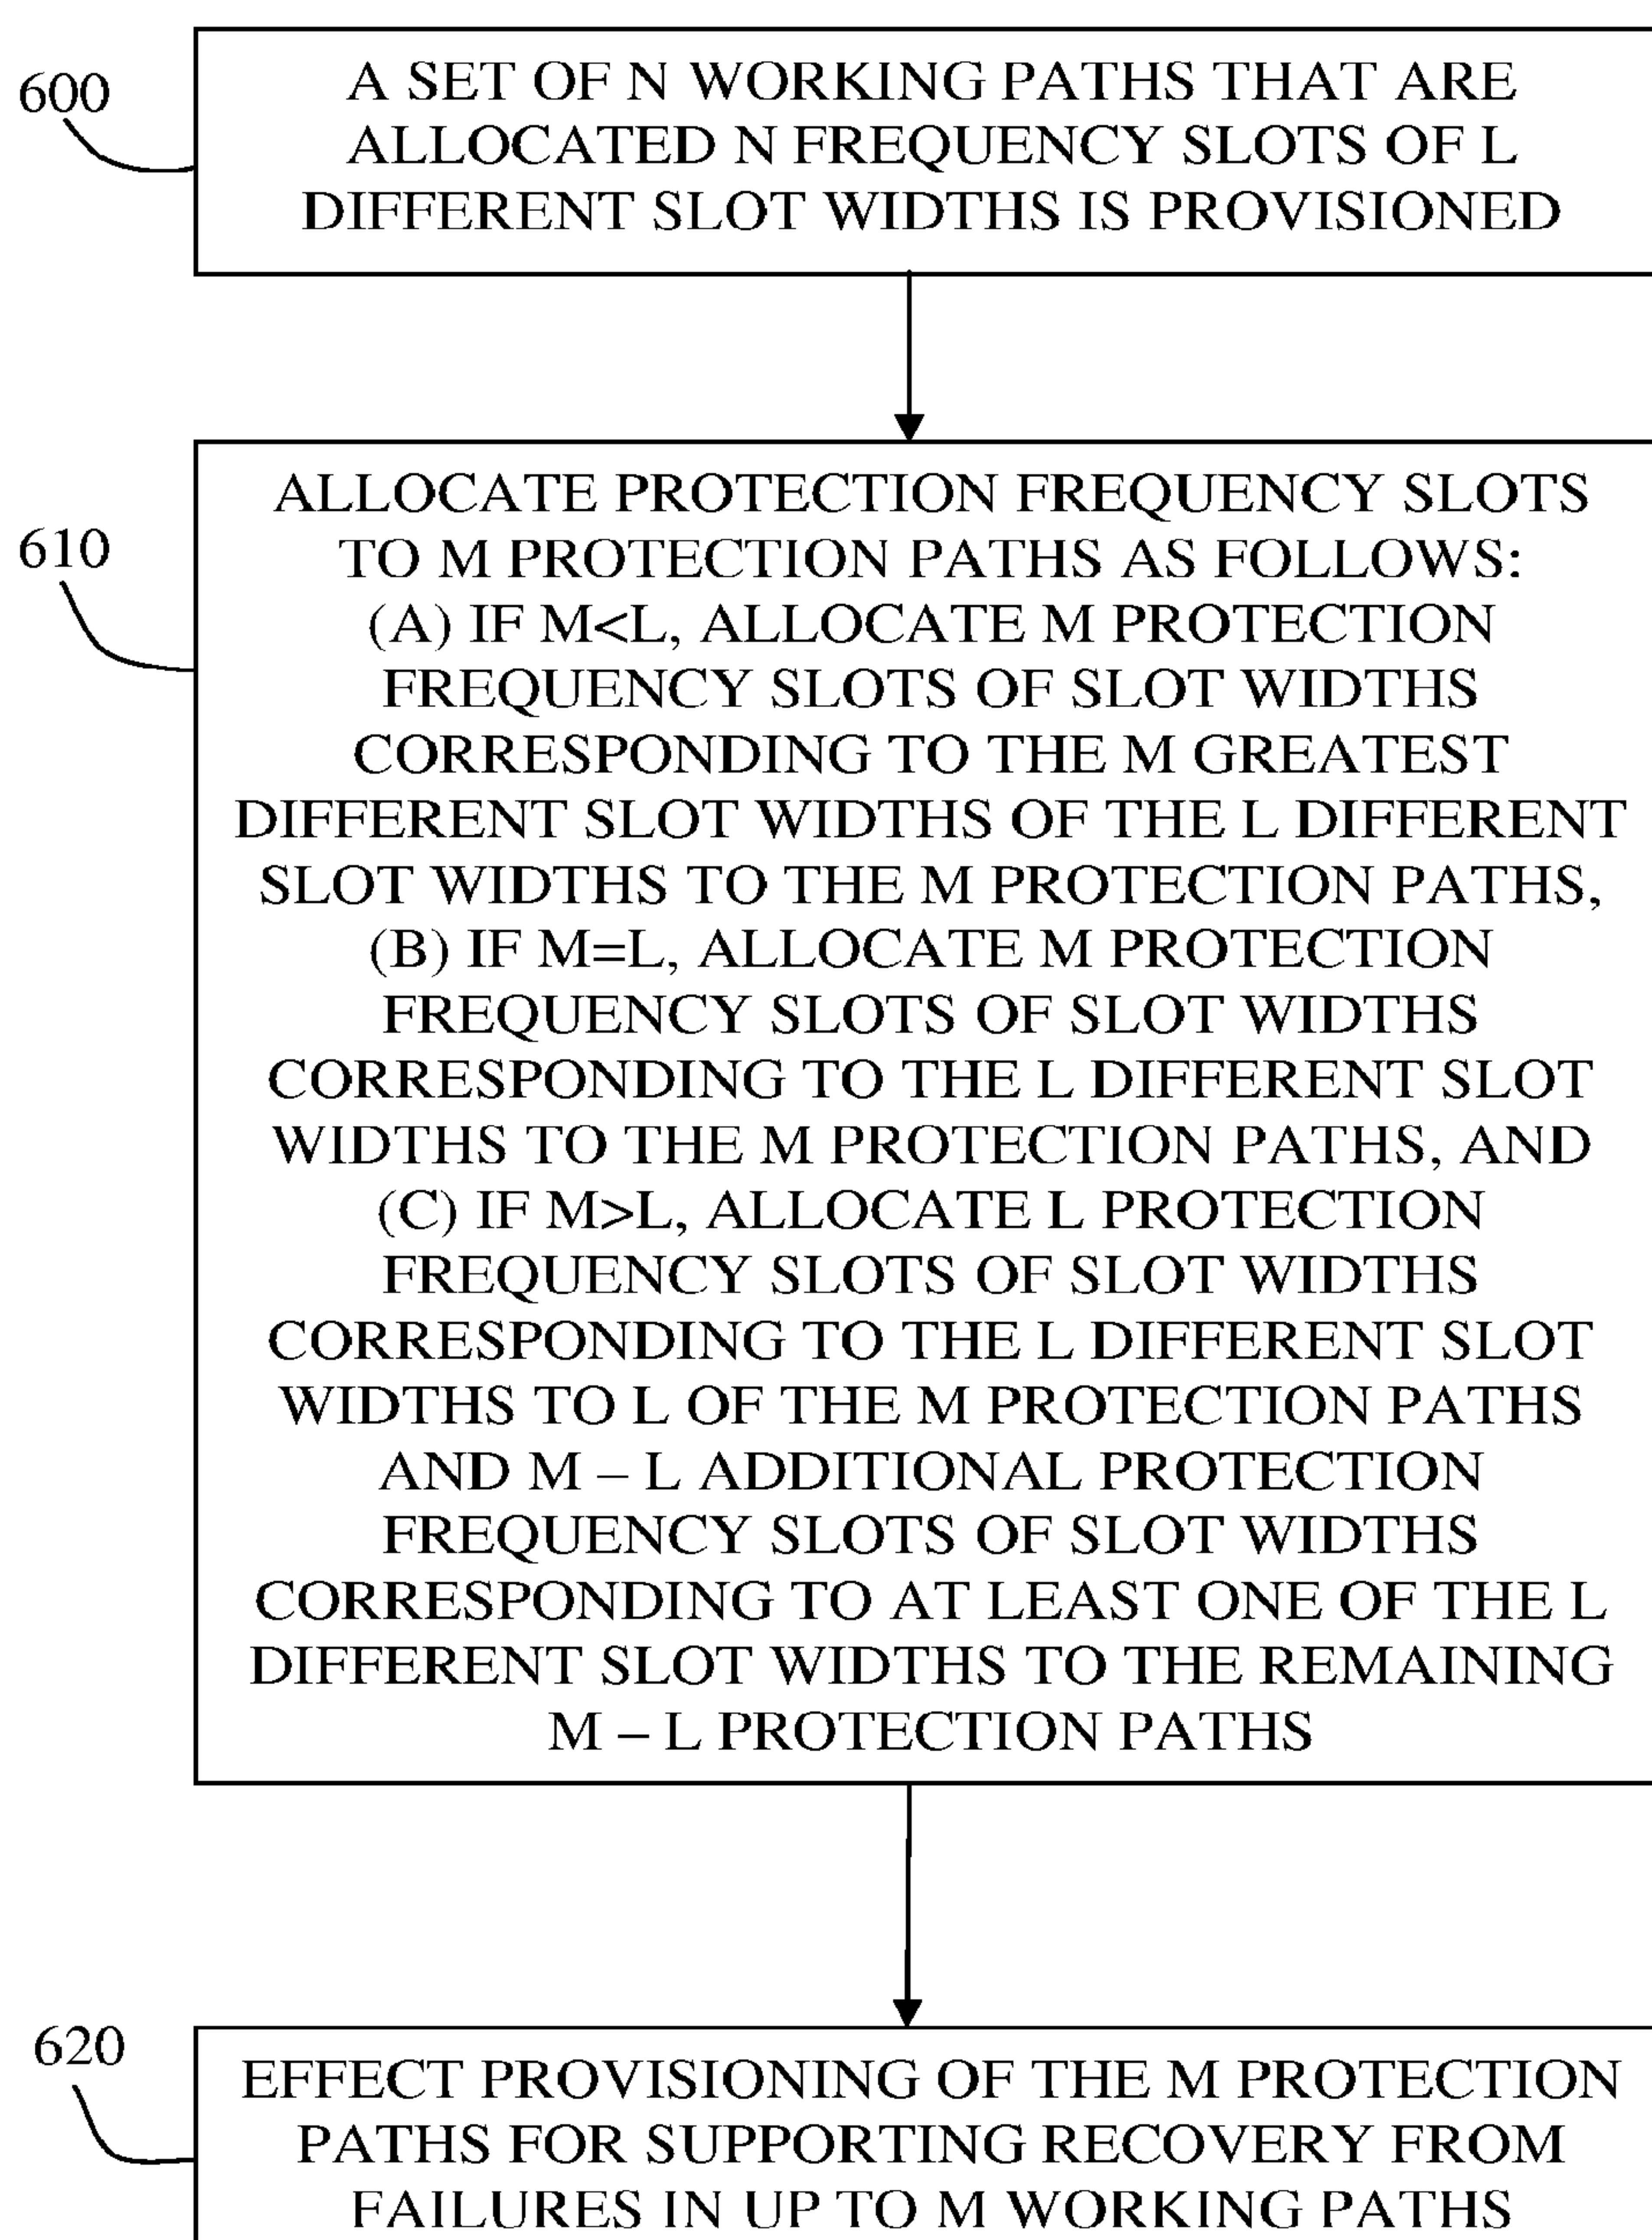 600
A SET OF N WORKING PATHS THAT ARE
ALLOCATED N FREQUENCY SLOTS OF L
DIFFERENT SLOT WIDTHS IS PROVISIONED
610
ALLOCATE PROTECTION FREQUENCY SLOTS
TO M PROTECTION PATHS AS FOLLOWS:
(A) IF M<L, ALLOCATE M PROTECTION
FREQUENCY SLOTS OF SLOT WIDTHS
CORRESPONDING TO THE M GREATEST
DIFFERENT SLOT WIDTHS OF THE L DIFFERENT
SLOT WIDTHS TO THE M PROTECTION PATHS,
(B) IF M=L, ALLOCATE M PROTECTION
FREQUENCY SLOTS OF SLOT WIDTHS
CORRESPONDING TO THE L DIFFERENT SLOT
WIDTHS TO THE M PROTECTION PATHS, AND
(C) IF M>L, ALLOCATE L PROTECTION
FREQUENCY SLOTS OF SLOT WIDTHS
CORRESPONDING TO THE L DIFFERENT SLOT
WIDTHS TO L OF THE M PROTECTION PATHS
AND M – L ADDITIONAL PROTECTION
FREQUENCY SLOTS OF SLOT WIDTHS
CORRESPONDING TO AT LEAST ONE OF THE L
DIFFERENT SLOT WIDTHS TO THE REMAINING
M – L PROTECTION PATHS
620
EFFECT PROVISIONING OF THE M PROTECTION
PATHS FOR SUPPORTING RECOVERY FROM
FAILURES IN UP TO M WORKING PATHS